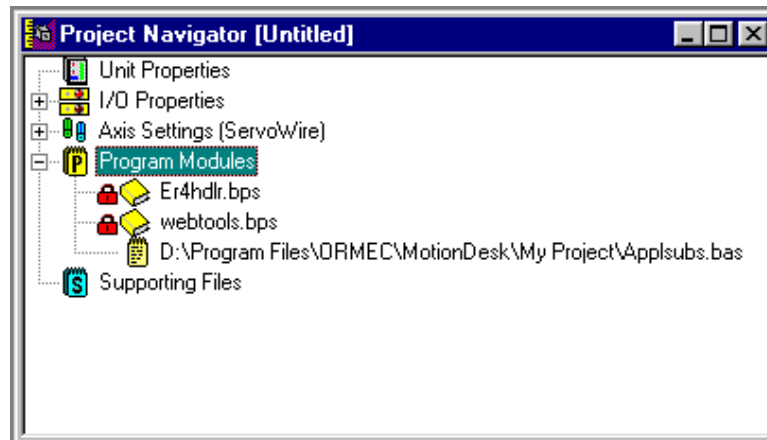 Project Navigator [Untitled]
Unit Properties
I/O Properties
Axis Settings (ServoWire)
Program Modules
Er4hdlr.bps
webtools.bps
D:\Program Files\ORMEC\MotionDesk\My Project\Applsubs.bas
Supporting Files